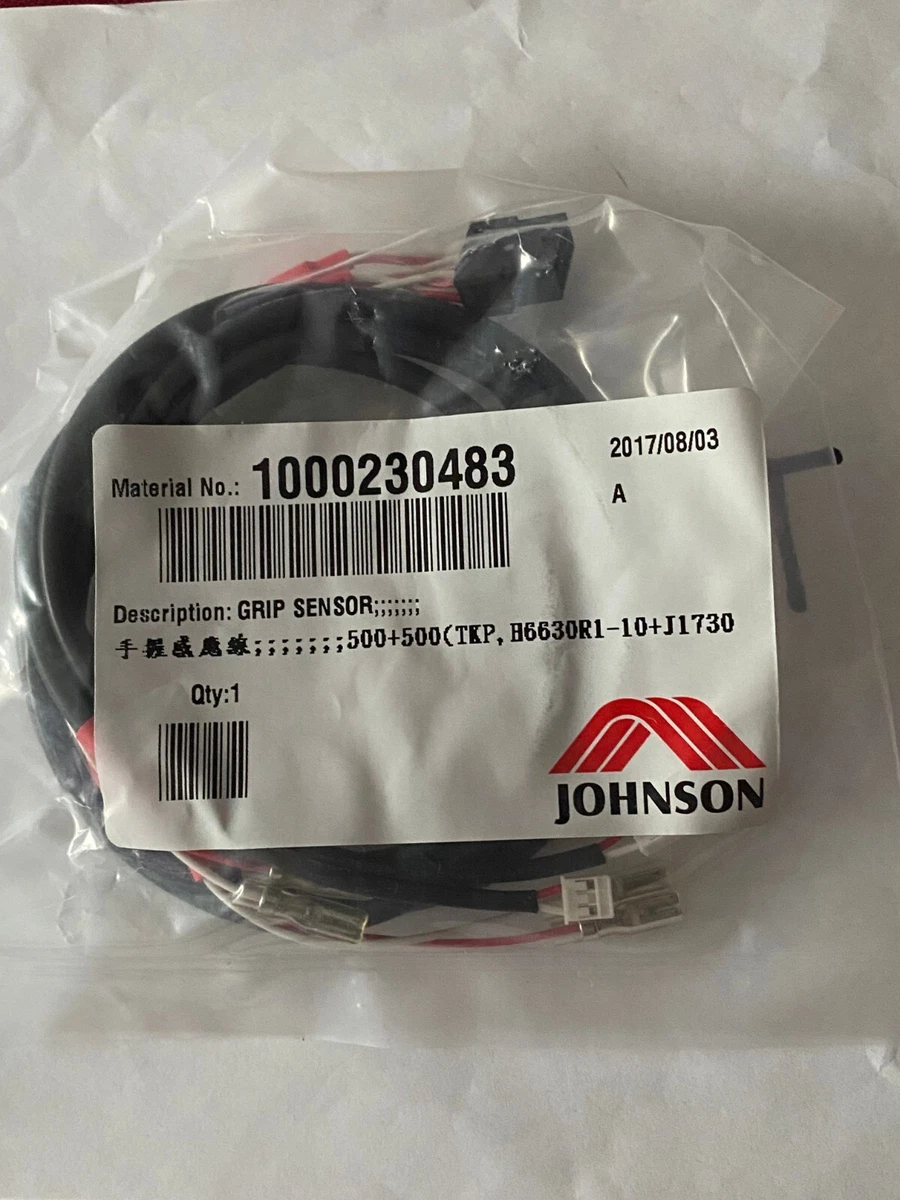 2017/08/03
Material No.: 1000230483
A
Description: GRIP SENSOR;;;;;;;
手握感應線;;;;;;;500+500(TKP,H6630R1-10+J1730
Qty:1
JOHNSON